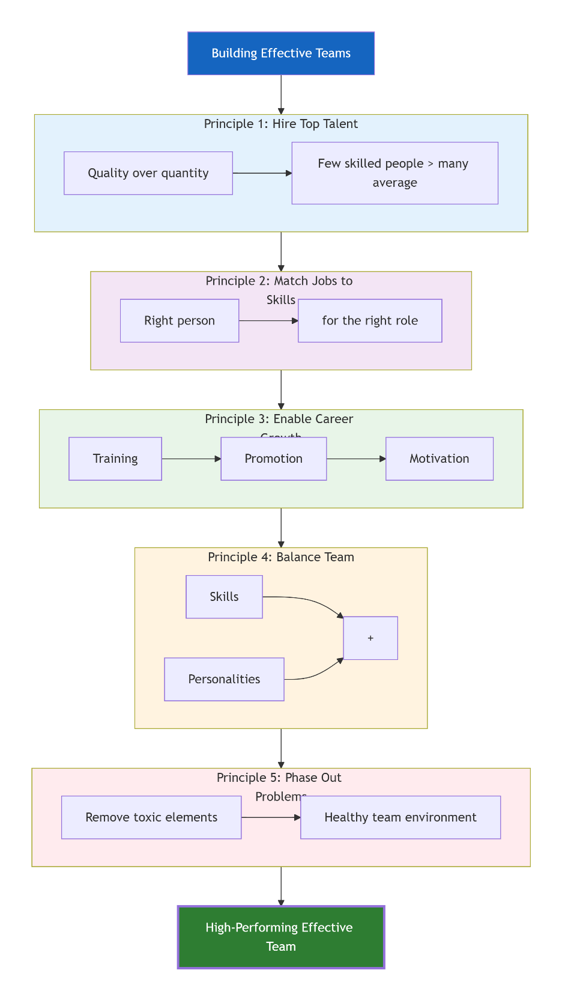 Building Effective Teams
Principle 1: Hire Top Talent
Quality over quantity
Few skilled people > many
average
Principle 2: Match Jobs to
Skills
Right person
for the right role
Principle 3: Enable Career
Growth
Training
Promotion
Motivation
Principle 4: Balance Team
Skills
Personalities
+
Principle 5: Phase Out
Problems
Remove toxic elements
Healthy team environment
High-Performing Effective
Team